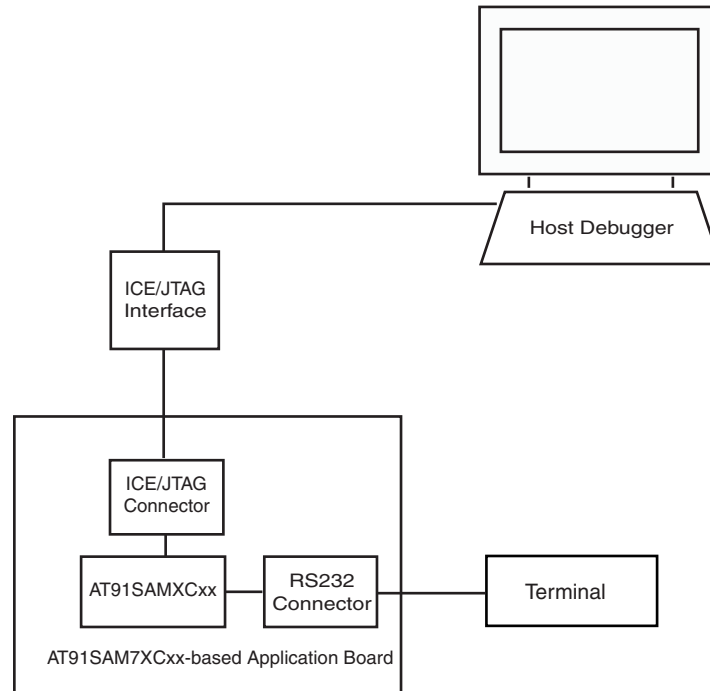 Host Debugger
ICE/JTAG
Interface
ICE/JTAG
Connector
AT91SAMXCxx
RS232
Connector
Terminal
AT91SAM7XCxx-based Application Board